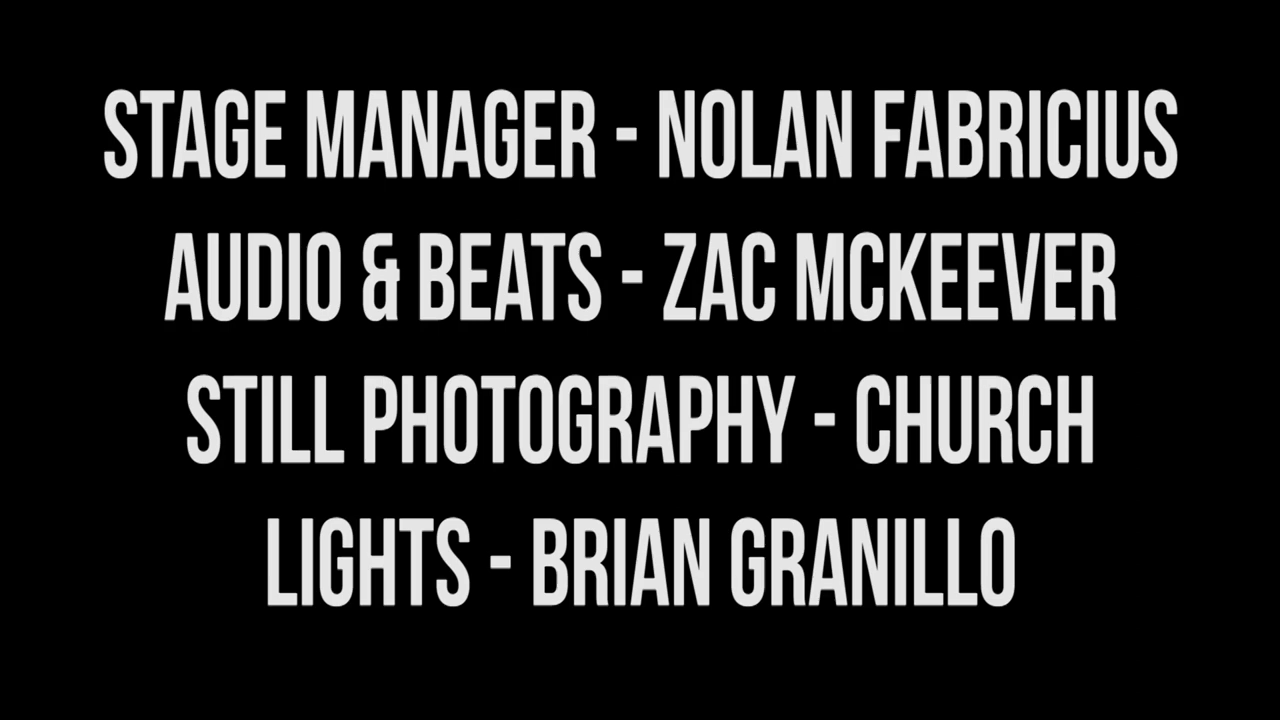 STAGE MANAGER - NOLAN FABRICIUS
AUDIO & BEATS - ZAC MCKEEVER
STILL PHOTOGRAPHY - CHURCH
LIGHTS - BRIAN GRANILLO